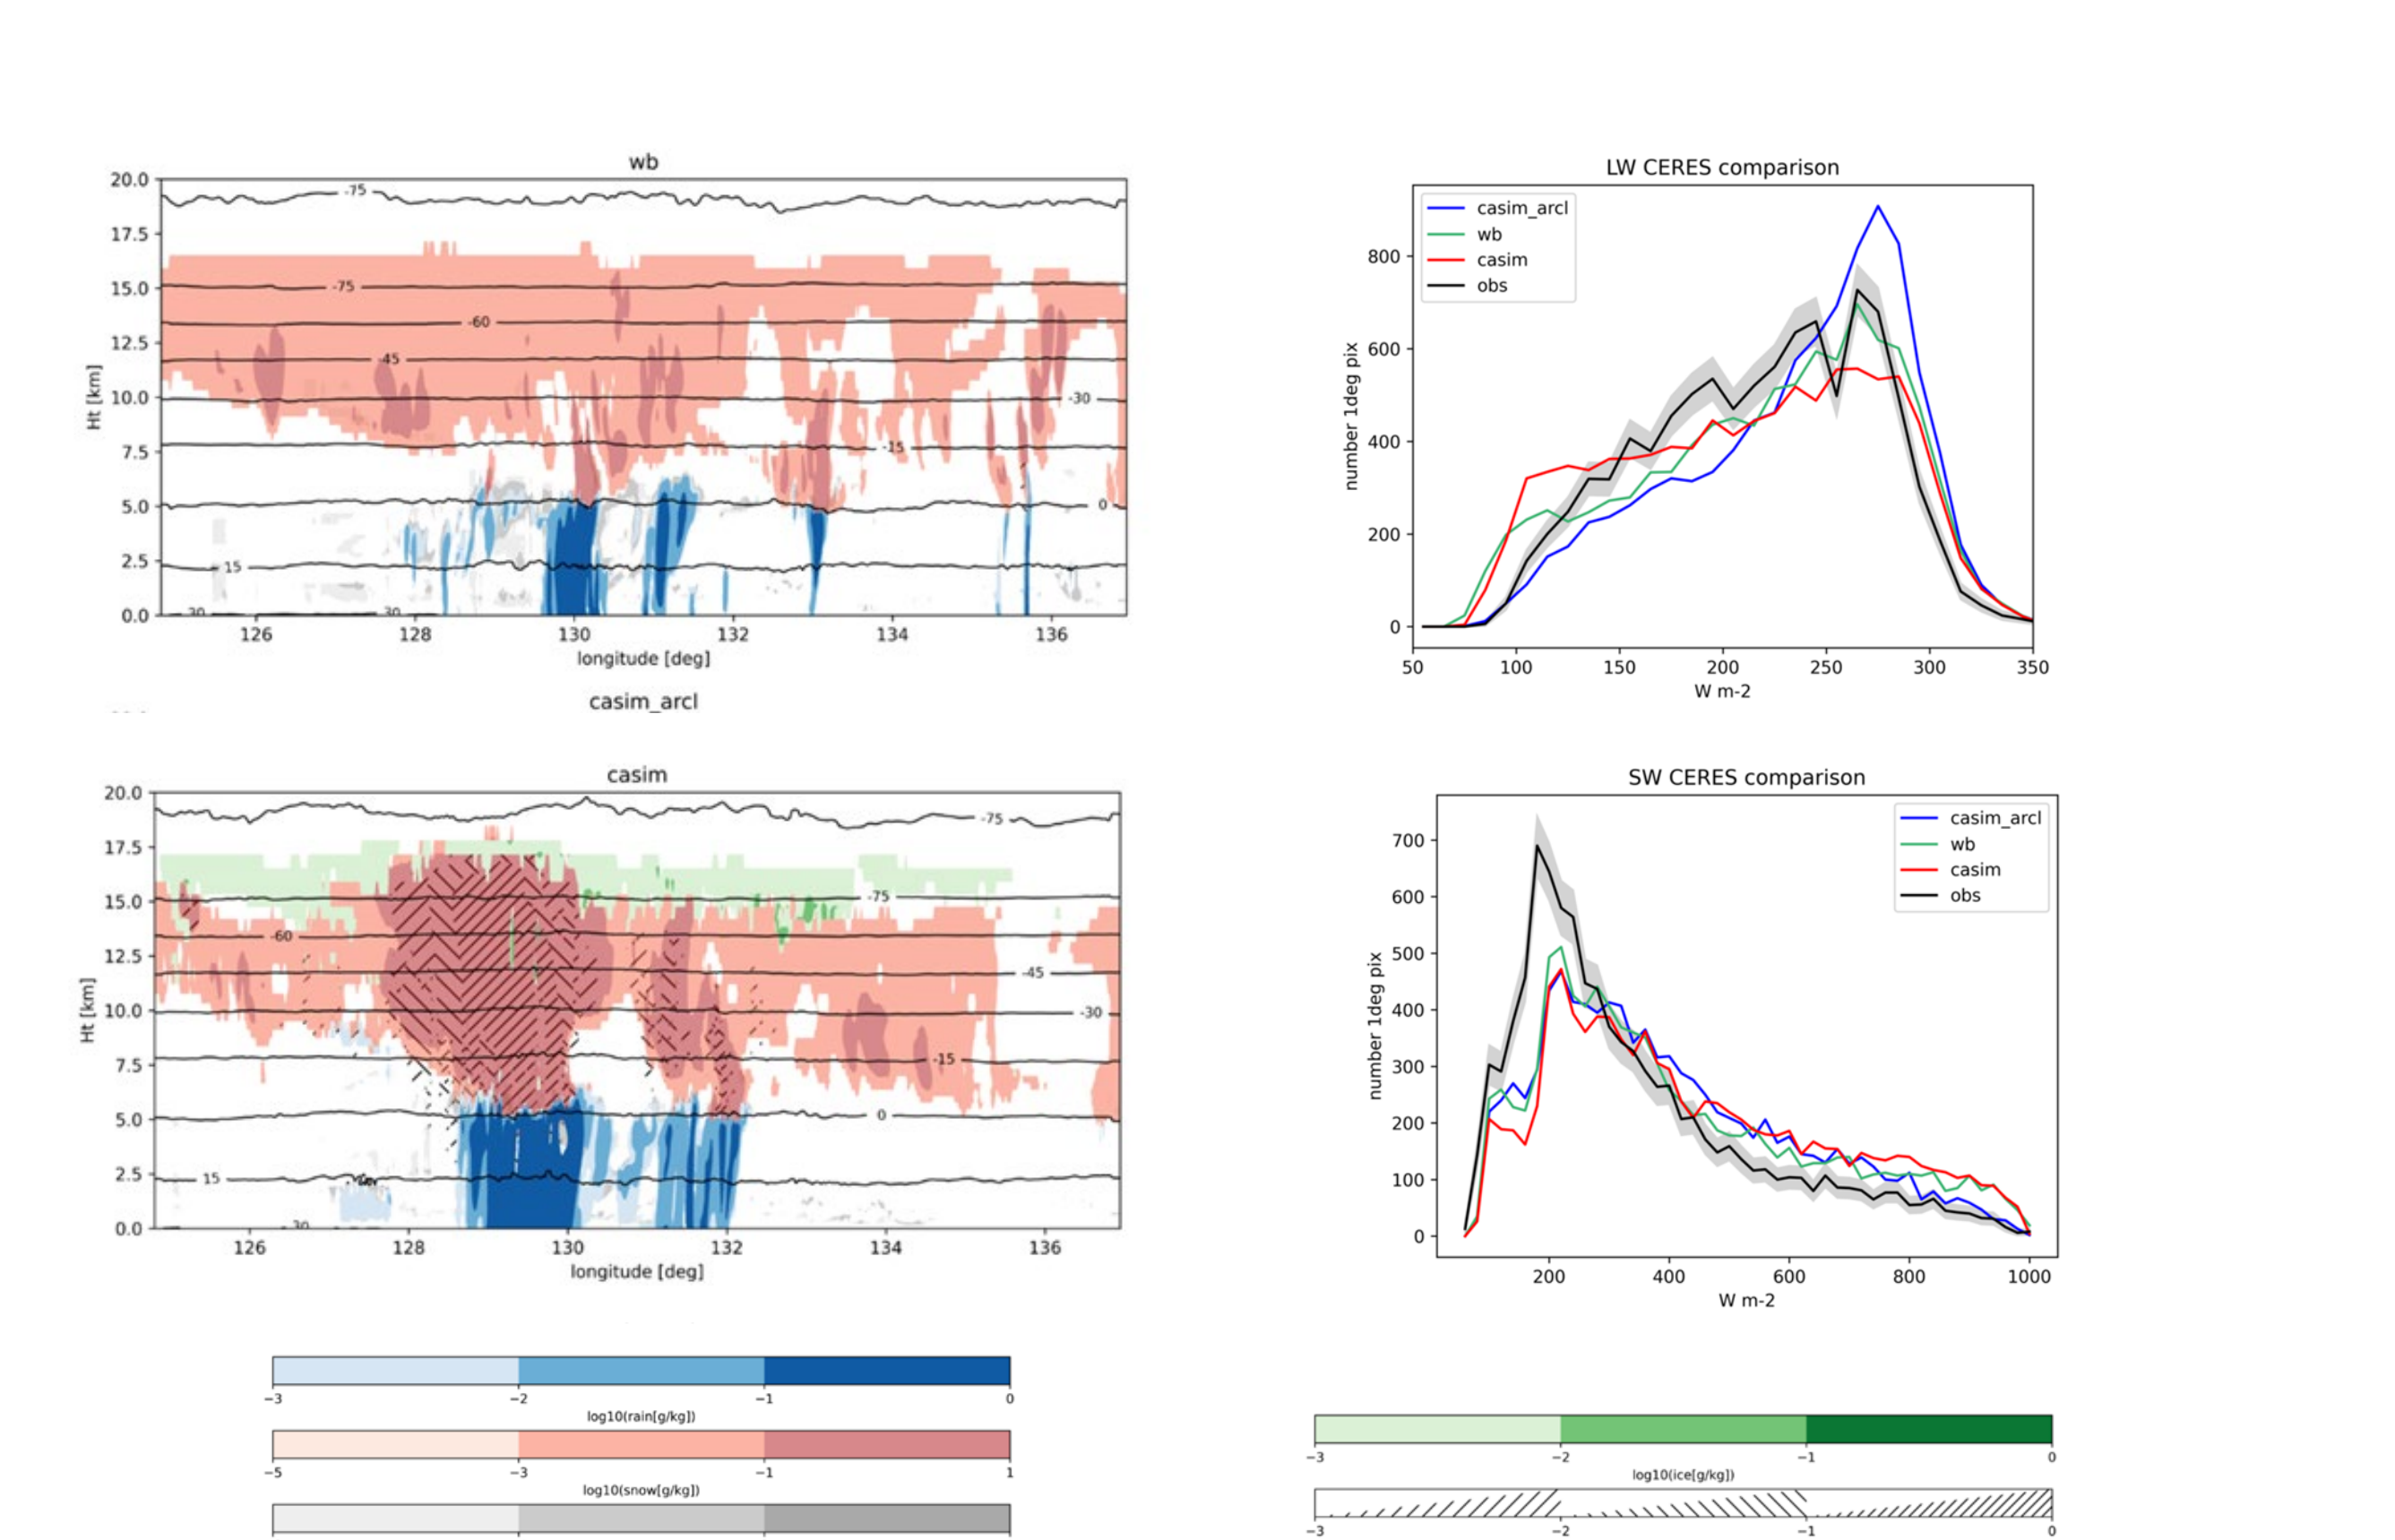 wb
20.0
17.5
15.0
12.5
10.0
7.5
5.0
2.5
0.0
Ht [km]
-75
-75
-60
-45
-30
-15
0
15
30
30
126 128 130 132 134 136
longitude [deg]
casim_arcl
casim
20.0
17.5
15.0
12.5
10.0
7.5
5.0
2.5
0.0
Ht [km]
-75
-75
-60
-45
-30
-15
0
15
30
126 128 130 132 134 136
longitude [deg]
−3 −2 −1 0
log10(rain[g/kg])
−5 −3 −1 1
log10(snow[g/kg])
LW CERES comparison
casim_arcl
wb
casim
obs
800
600
400
200
0
number 1deg pix
50 100 150 200 250 300 350
W m-2
SW CERES comparison
casim_arcl
wb
casim
obs
700
600
500
400
300
200
100
0
number 1deg pix
200 400 600 800 1000
W m-2
−3 −2 −1 0
log10(ice[g/kg])
−3 −2 −1 0